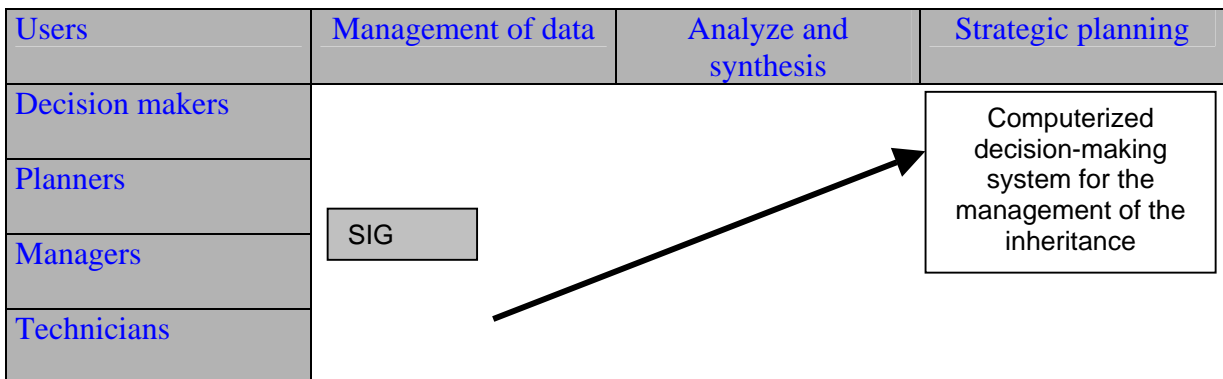 Users
Management of data
Analyze and
synthesis
Strategic planning
Decision makers
Planners
Managers
Technicians
SIG
Computerized
decision-making
system for the
management of the
inheritance